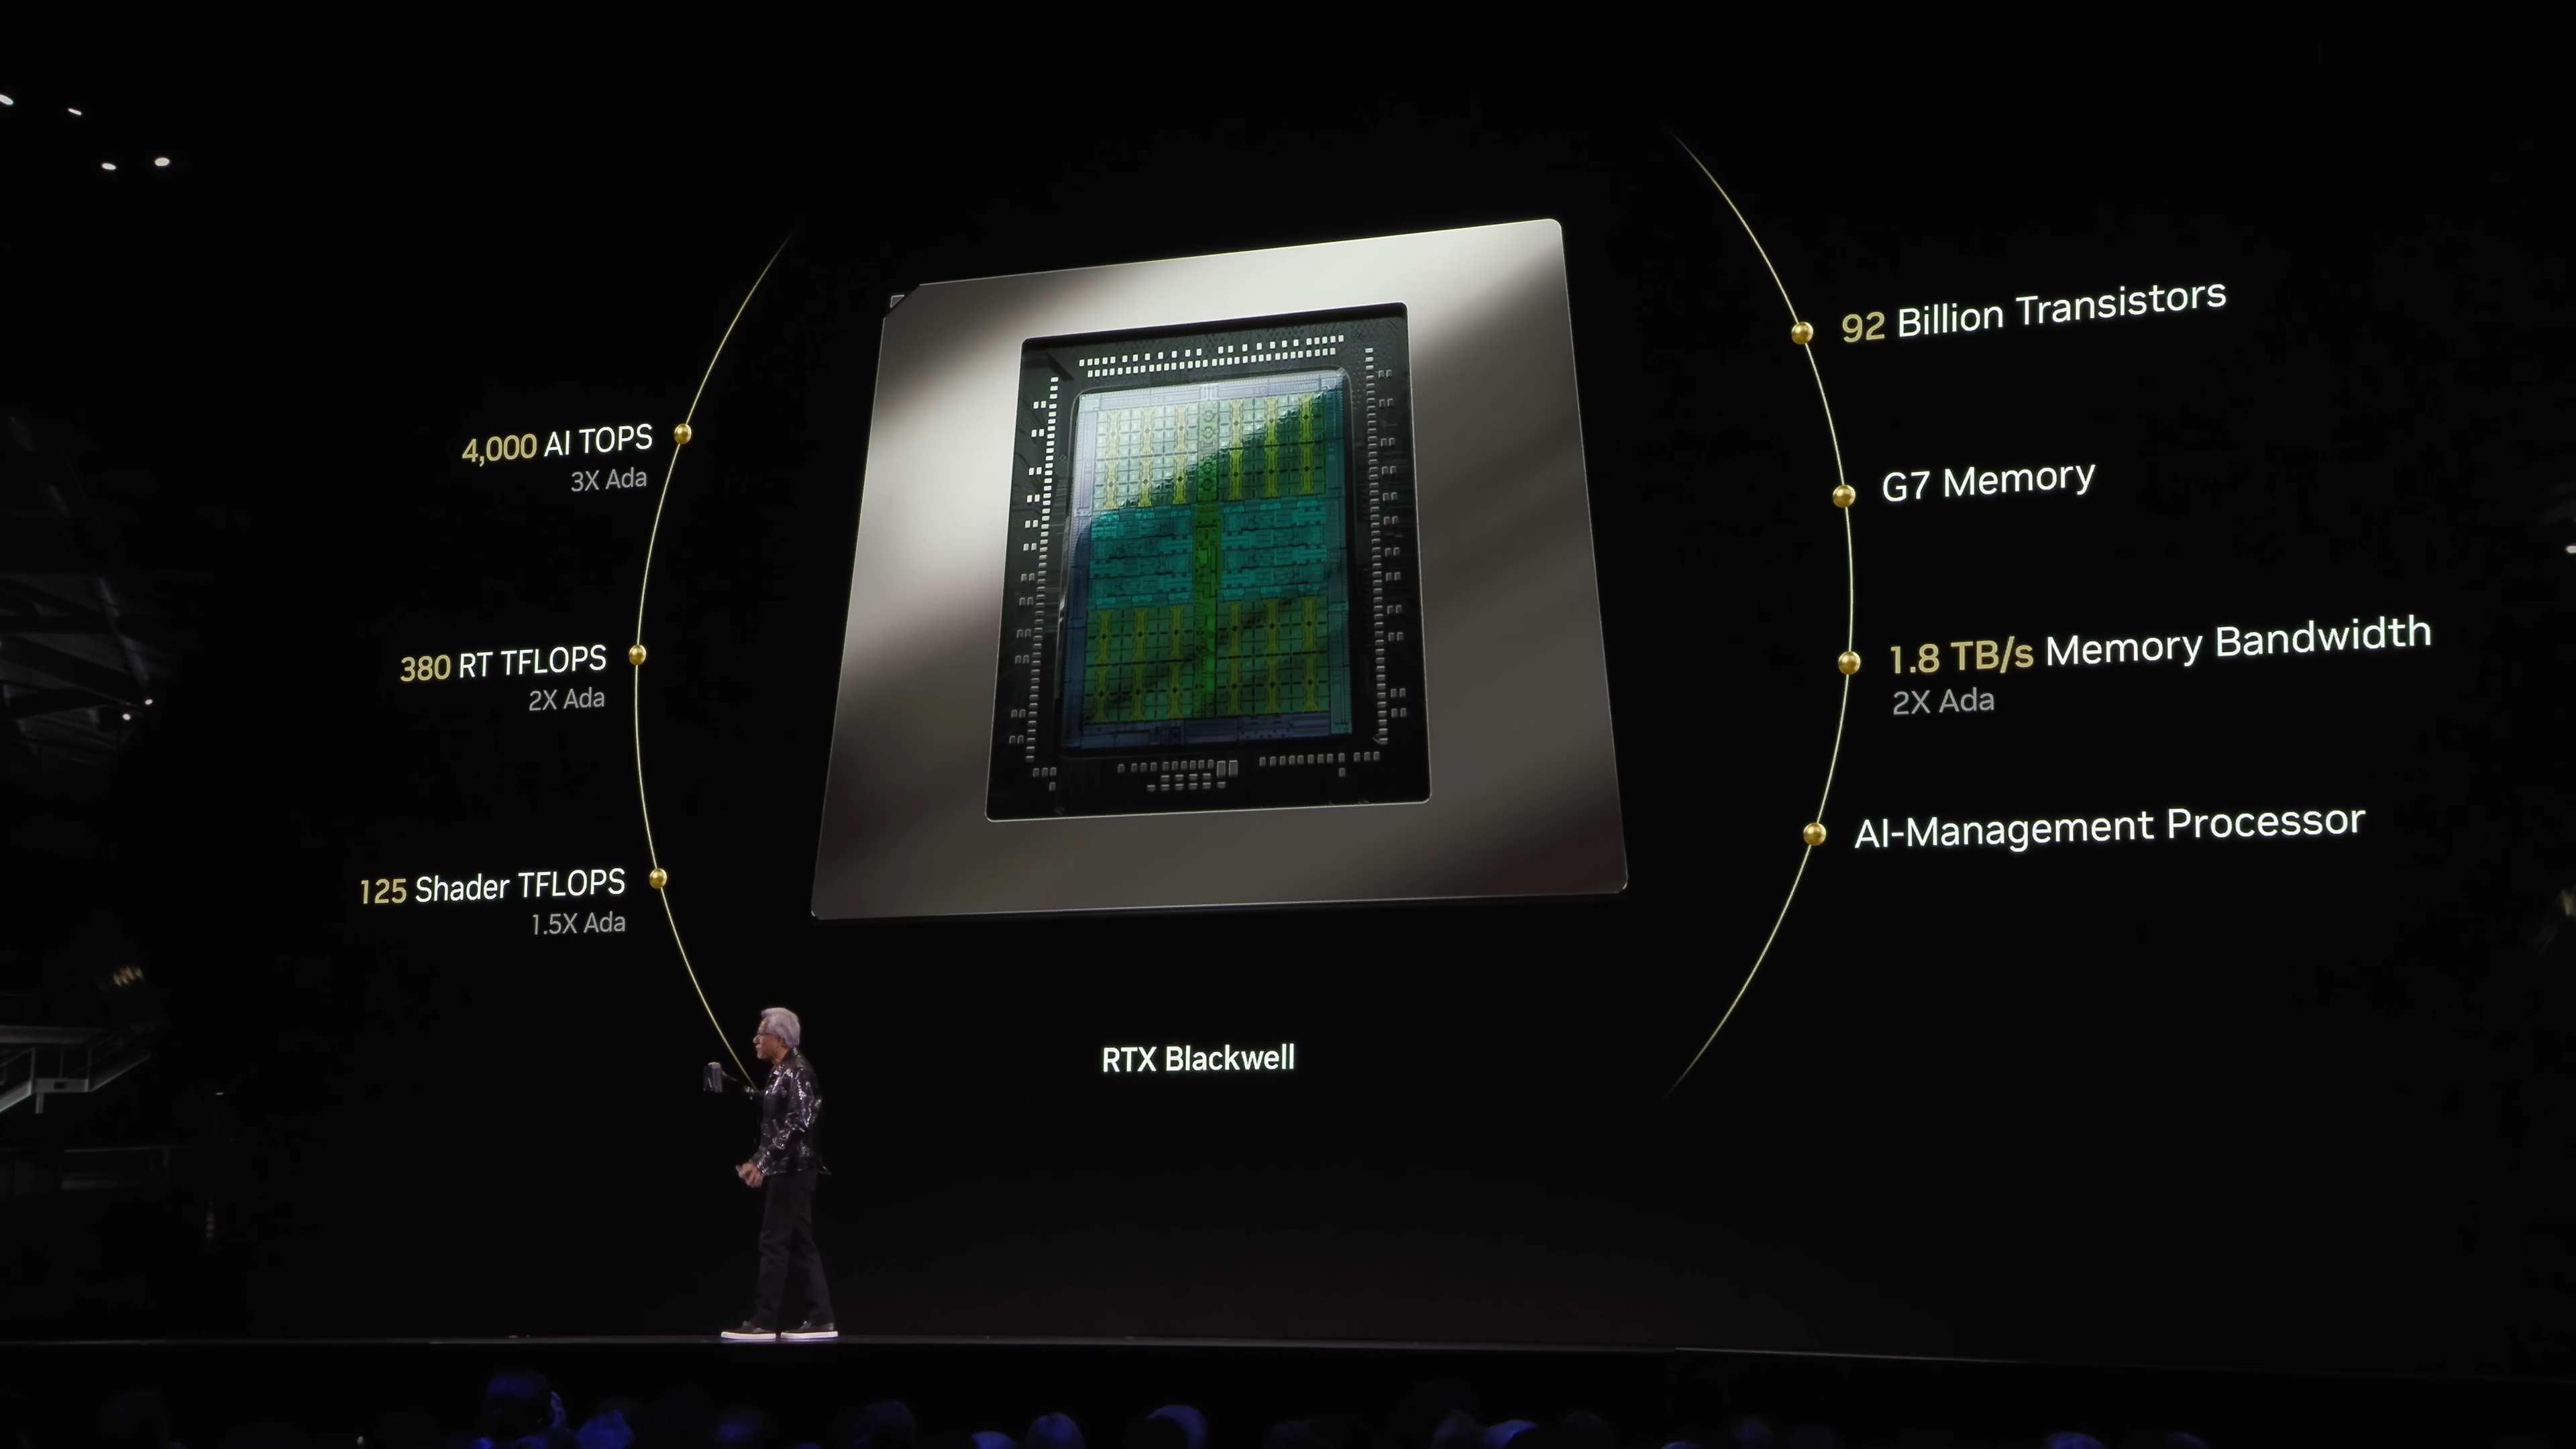 4,000 AI TOPS
3X Ada
380 RT TFLOPS
2X Ada
125 Shader TFLOPS
1.5X Ada
92 Billion Transistors
G7 Memory
1.8 TB/s Memory Bandwidth
2X Ada
AI-Management Processor
RTX Blackwell